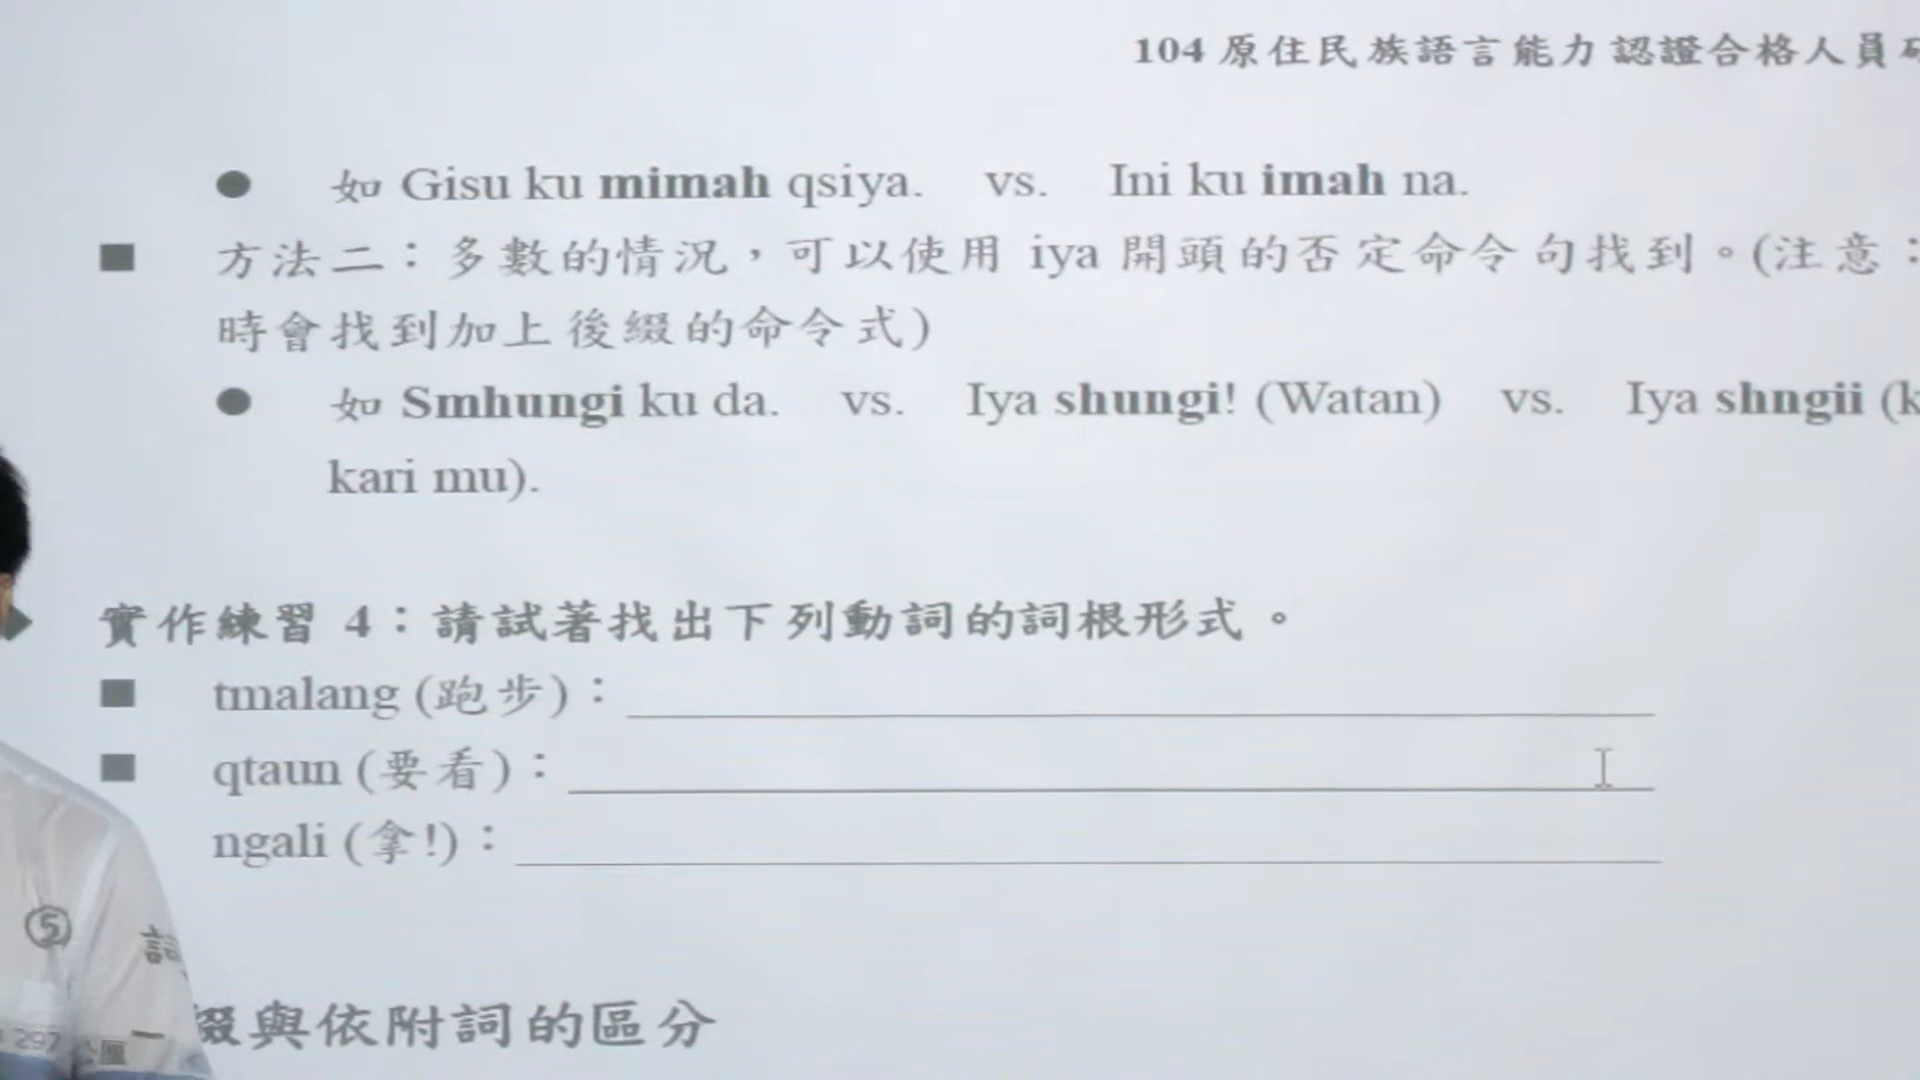 104 原住民族語言能力認證合格人員
● 如 Gisu ku mimah qsiya. vs. Ini ku imah na.
■ 方法二：多數的情況，可以使用 iya 開頭的否定命令句找到。(注意：
時會找到加上後綴的命令式)
● 如 Smhungi ku da. vs. Iya shungi! (Watan) vs. Iya shngii (k
kari mu).
實作練習 4：請試著找出下列動詞的詞根形式。
■ tmalang (跑步)：
■ qtaun (要看)：
ngali (拿!)：
⑤
綴與依附詞的區分
297 公厘